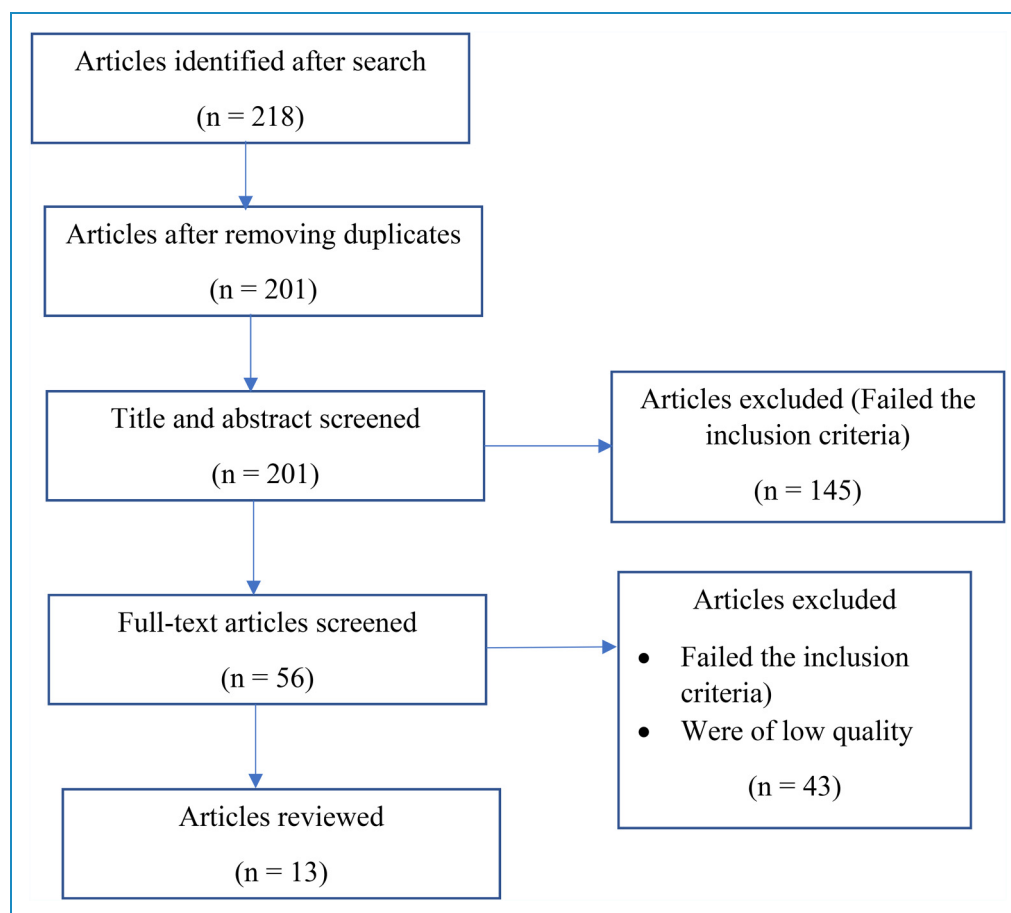 Articles identified after search
(n = 218)
Articles after removing duplicates
(n = 201)
Title and abstract screened
(n = 201)
Articles excluded (Failed the
inclusion criteria)
(n = 145)
Full-text articles screened
(n = 56)
Articles excluded
• Failed the inclusion
criteria)
• Were of low quality
(n = 43)
Articles reviewed
(n = 13)